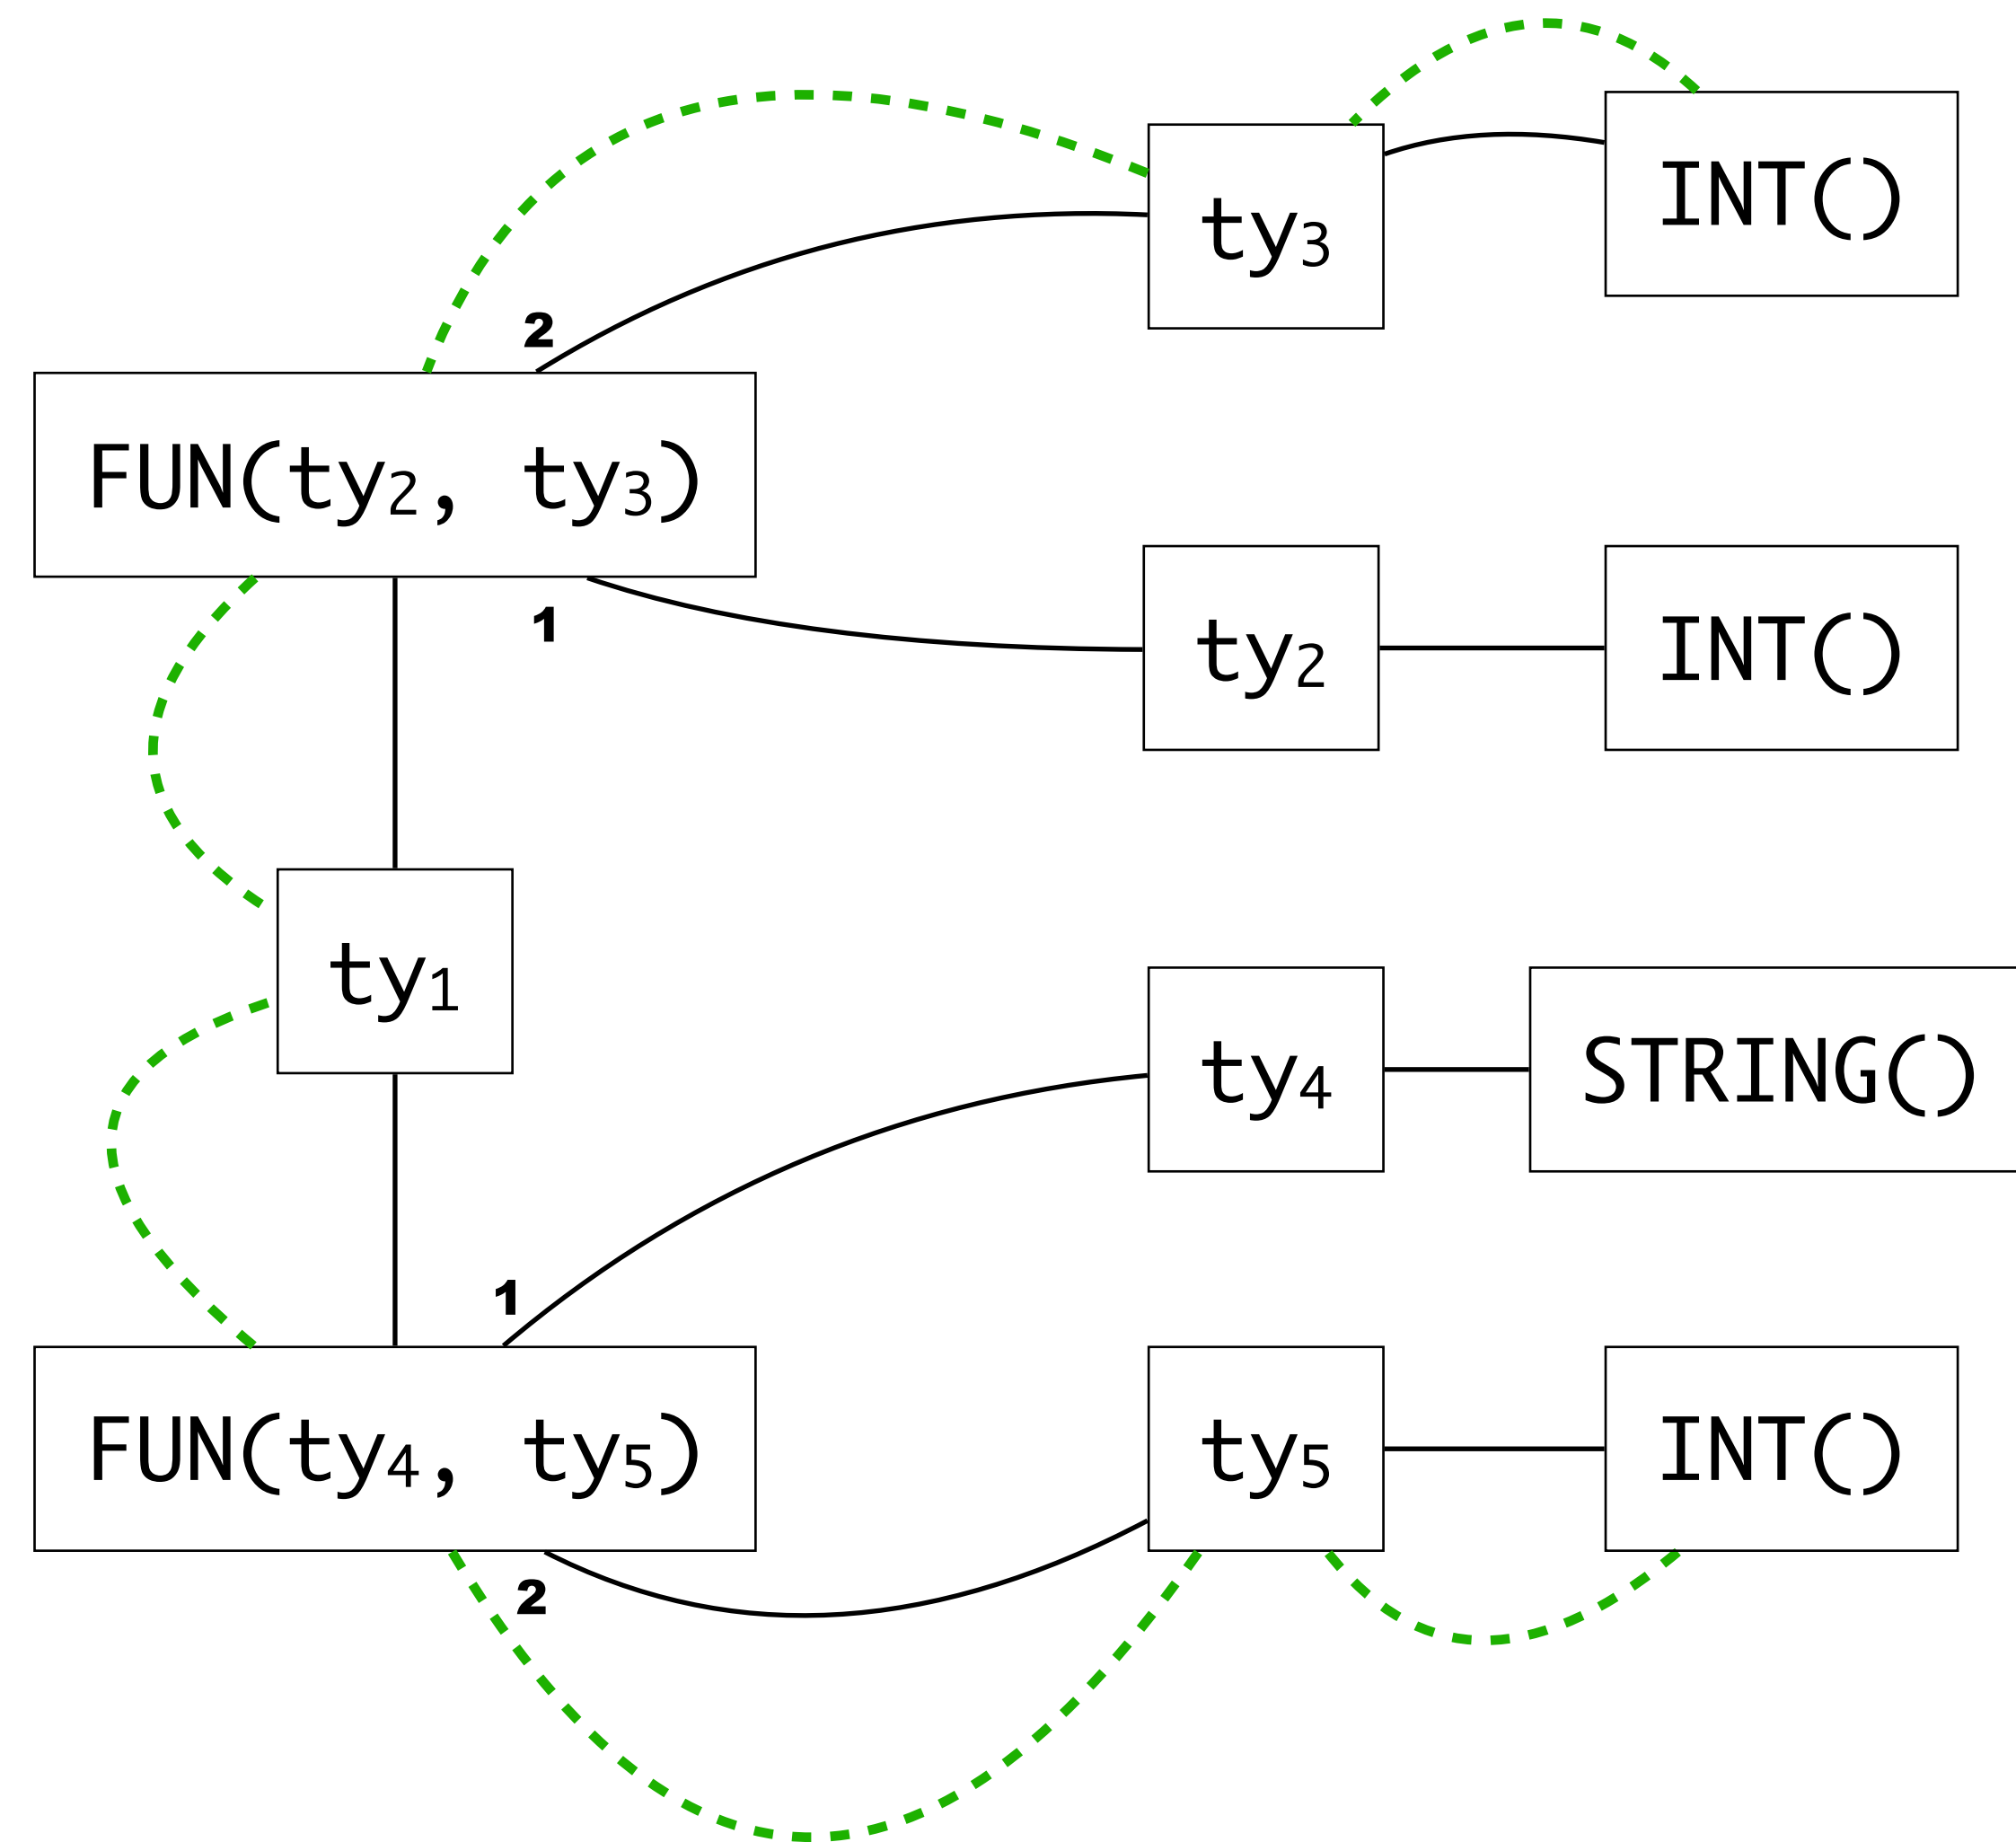 INT()
ty₃
2
FUN(ty₂, ty₃)
1
ty₂
INT()
ty₁
ty₄
STRING()
1
FUN(ty₄, ty₅)
ty₅
INT()
2